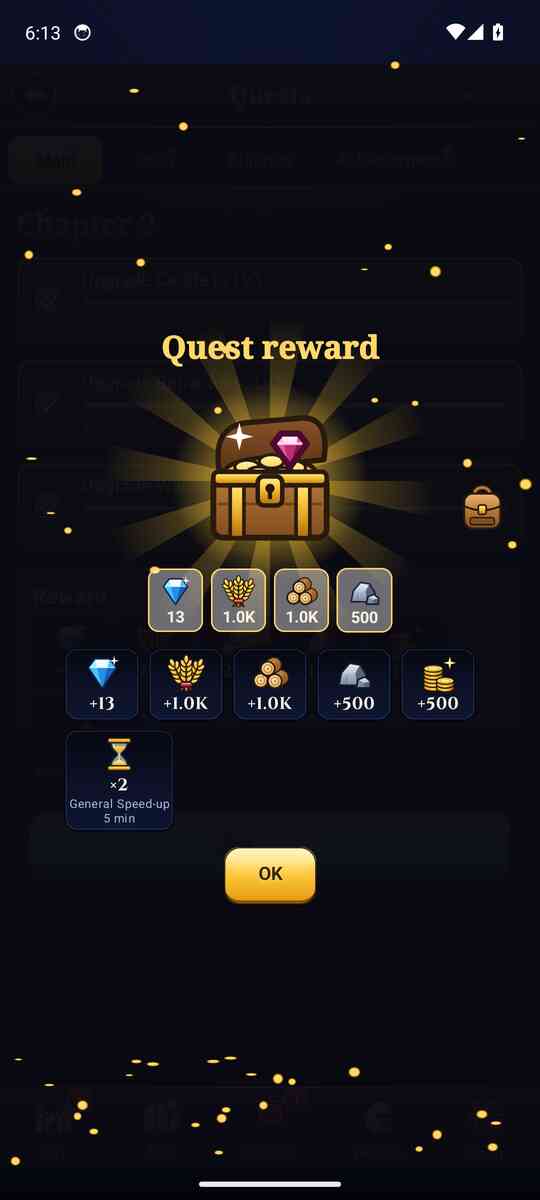 6:13
Quest reward
13
1.0K
1.0K
500
+13
+1.0K
+1.0K
+500
+500
×2
General Speed-up
5 min
OK